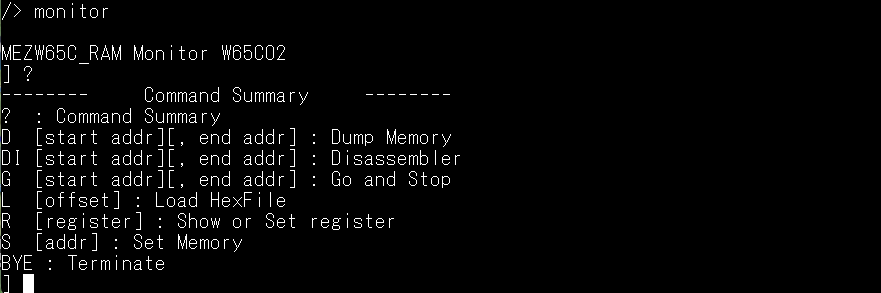 /> monitor
MEZW65C_RAM Monitor W65C02
] ?
--------     Command Summary     --------
?  : Command Summary
D  [start addr][, end addr] : Dump Memory
DI [start addr][, end addr] : Disassembler
G  [start addr][, end addr] : Go and Stop
L  [offset] : Load HexFile
R  [register] : Show or Set register
S  [addr] : Set Memory
BYE : Terminate
]